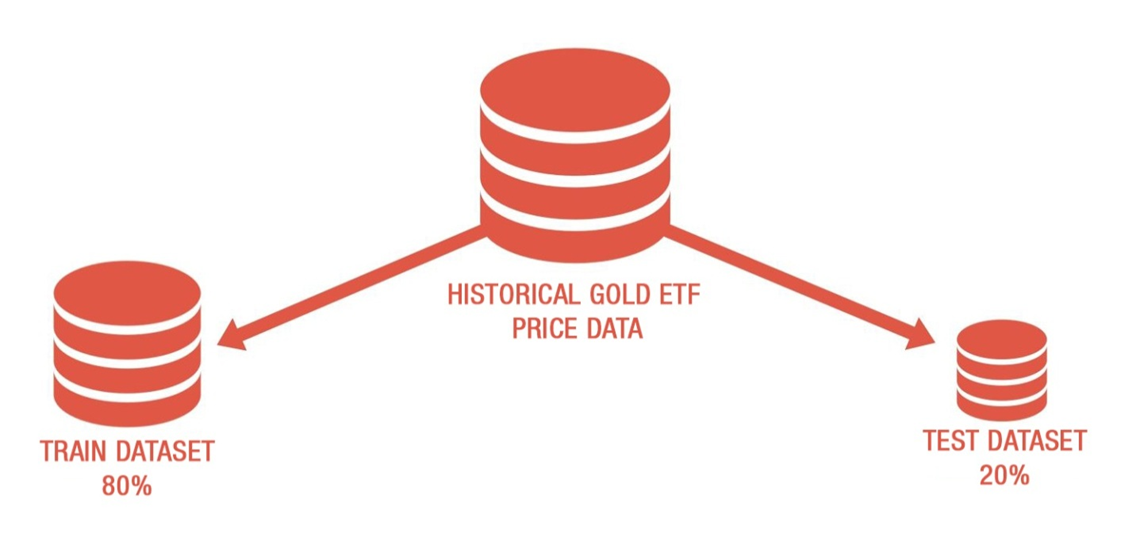 HISTORICAL GOLD ETF
PRICE DATA
TRAIN DATASET
80%
TEST DATASET
20%